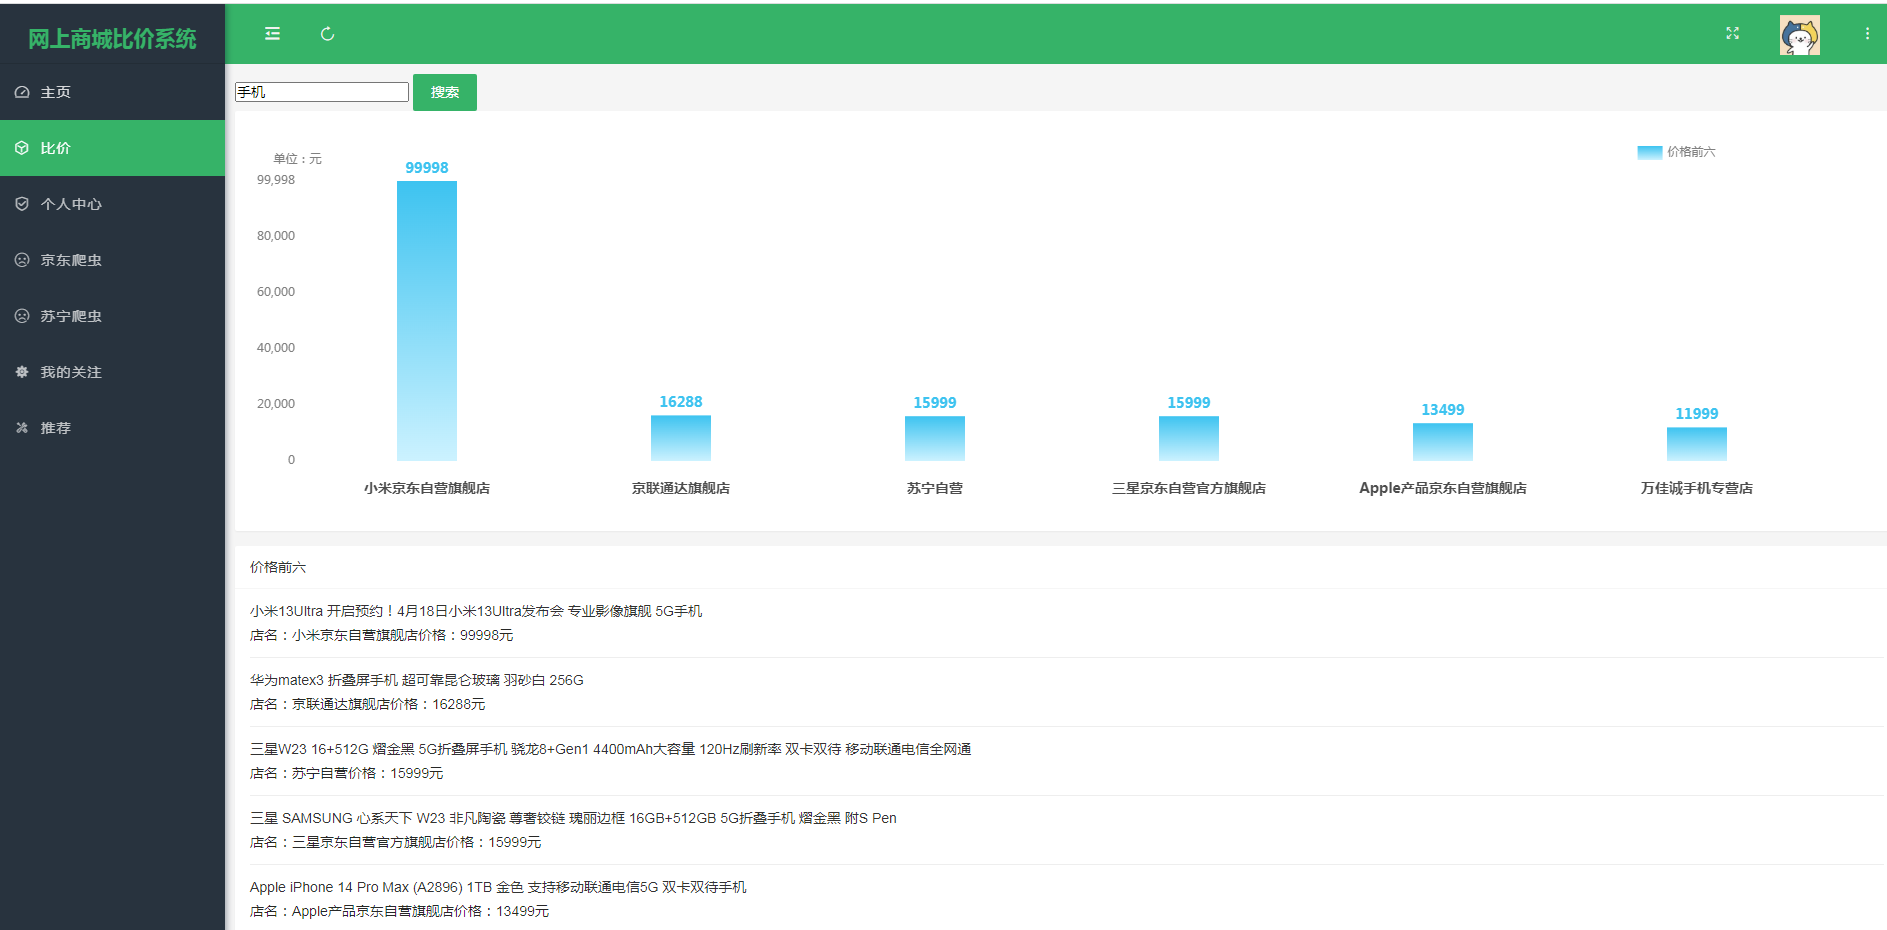 网上商城比价系统
主页
比价
个人中心
京东爬虫
苏宁爬虫
我的关注
推荐
手机 搜索
单位：元
价格前六
99,998
80,000
60,000
40,000
20,000
0
99998
16288
15999
15999
13499
11999
小米京东自营旗舰店
京联通达旗舰店
苏宁自营
三星京东自营官方旗舰店
Apple产品京东自营旗舰店
万佳诚手机专营店
价格前六
小米13Ultra 开启预约！4月18日小米13Ultra发布会 专业影像旗舰 5G手机
店名：小米京东自营旗舰店价格：99998元
华为matex3 折叠屏手机 超可靠昆仑玻璃 羽砂白 256G
店名：京联通达旗舰店价格：16288元
三星W23 16+512G 熠金黑 5G折叠屏手机 骁龙8+Gen1 4400mAh大容量 120Hz刷新率 双卡双待 移动联通电信全网通
店名：苏宁自营价格：15999元
三星 SAMSUNG 心系天下 W23 非凡陶瓷 尊奢铰链 瑰丽边框 16GB+512GB 5G折叠手机 熠金黑 附S Pen
店名：三星京东自营官方旗舰店价格：15999元
Apple iPhone 14 Pro Max (A2896) 1TB 金色 支持移动联通电信5G 双卡双待手机
店名：Apple产品京东自营旗舰店价格：13499元